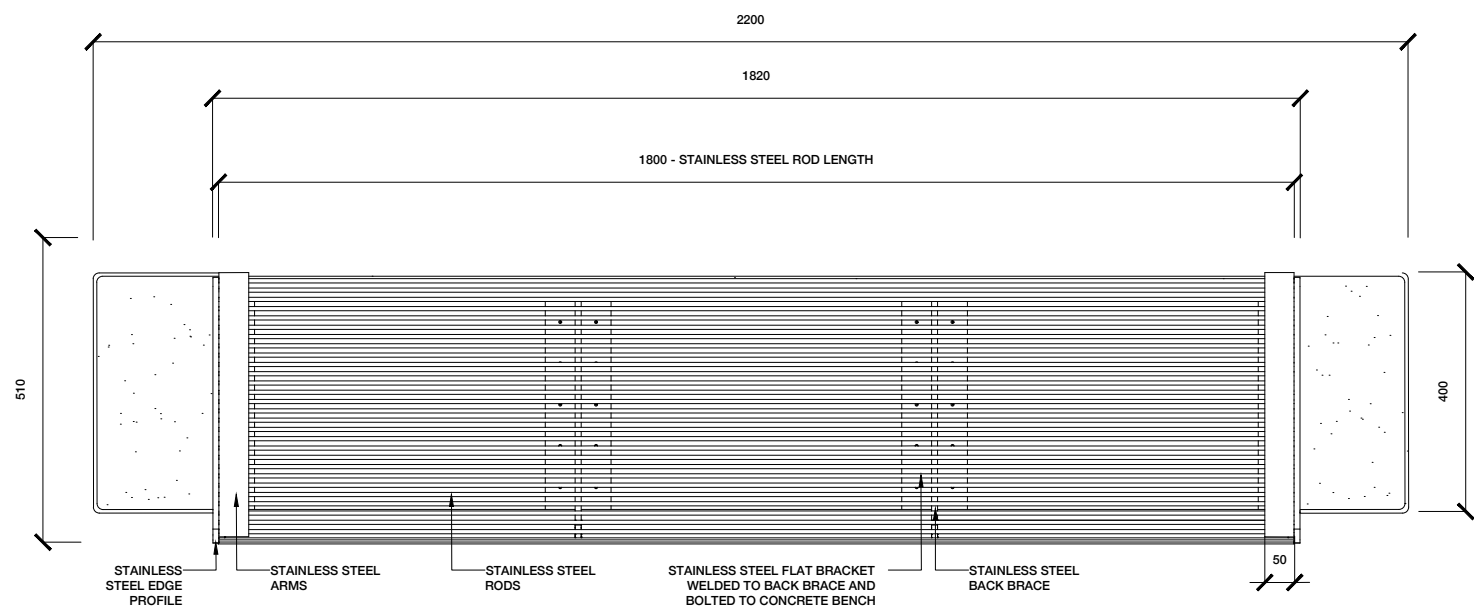 2200
1820
1800 - STAINLESS STEEL ROD LENGTH
510
400
50
STAINLESS
STEEL EDGE
PROFILE
STAINLESS STEEL
ARMS
STAINLESS STEEL
RODS
STAINLESS STEEL FLAT BRACKET
WELDED TO BACK BRACE AND
BOLTED TO CONCRETE BENCH
STAINLESS STEEL
BACK BRACE